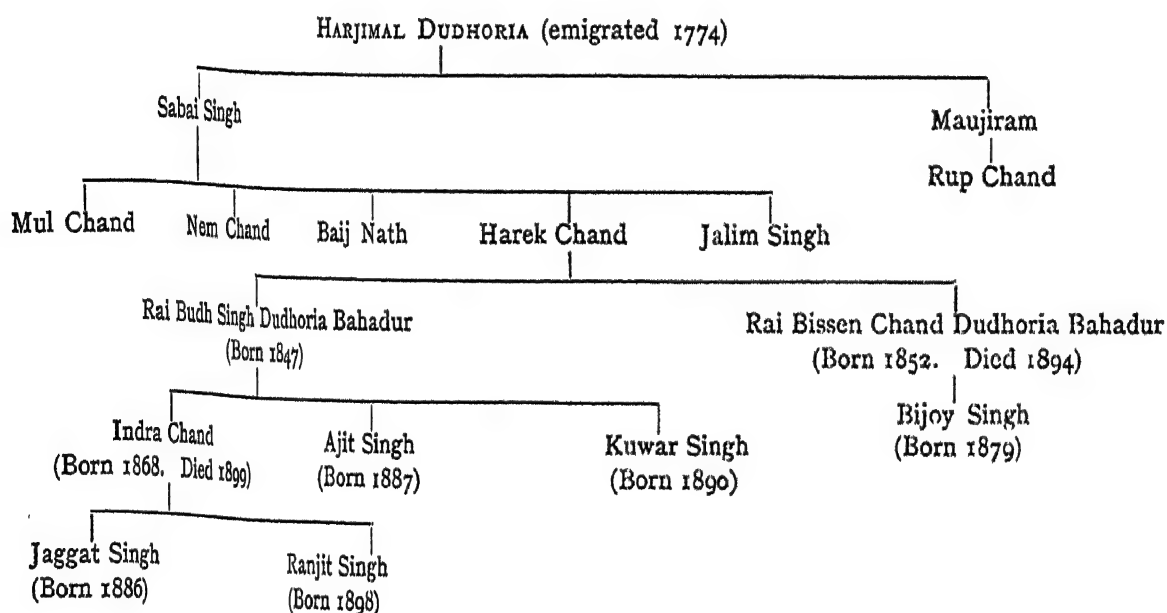 HARJIMAL DUDHORIA (emigrated 1774)
Sabai Singh
Maujiram
Rup Chand
Mul Chand
Nem Chand
Baij Nath
Harek Chand
Jalim Singh
Rai Budh Singh Dudhoria Bahadur
(Born 1847)
Rai Bissen Chand Dudhoria Bahadur
(Born 1852. Died 1894)
Indra Chand
(Born 1868. Died 1899)
Ajit Singh
(Born 1887)
Kuwar Singh
(Born 1890)
Bijoy Singh
(Born 1879)
Jaggat Singh
(Born 1886)
Ranjit Singh
(Born 1898)